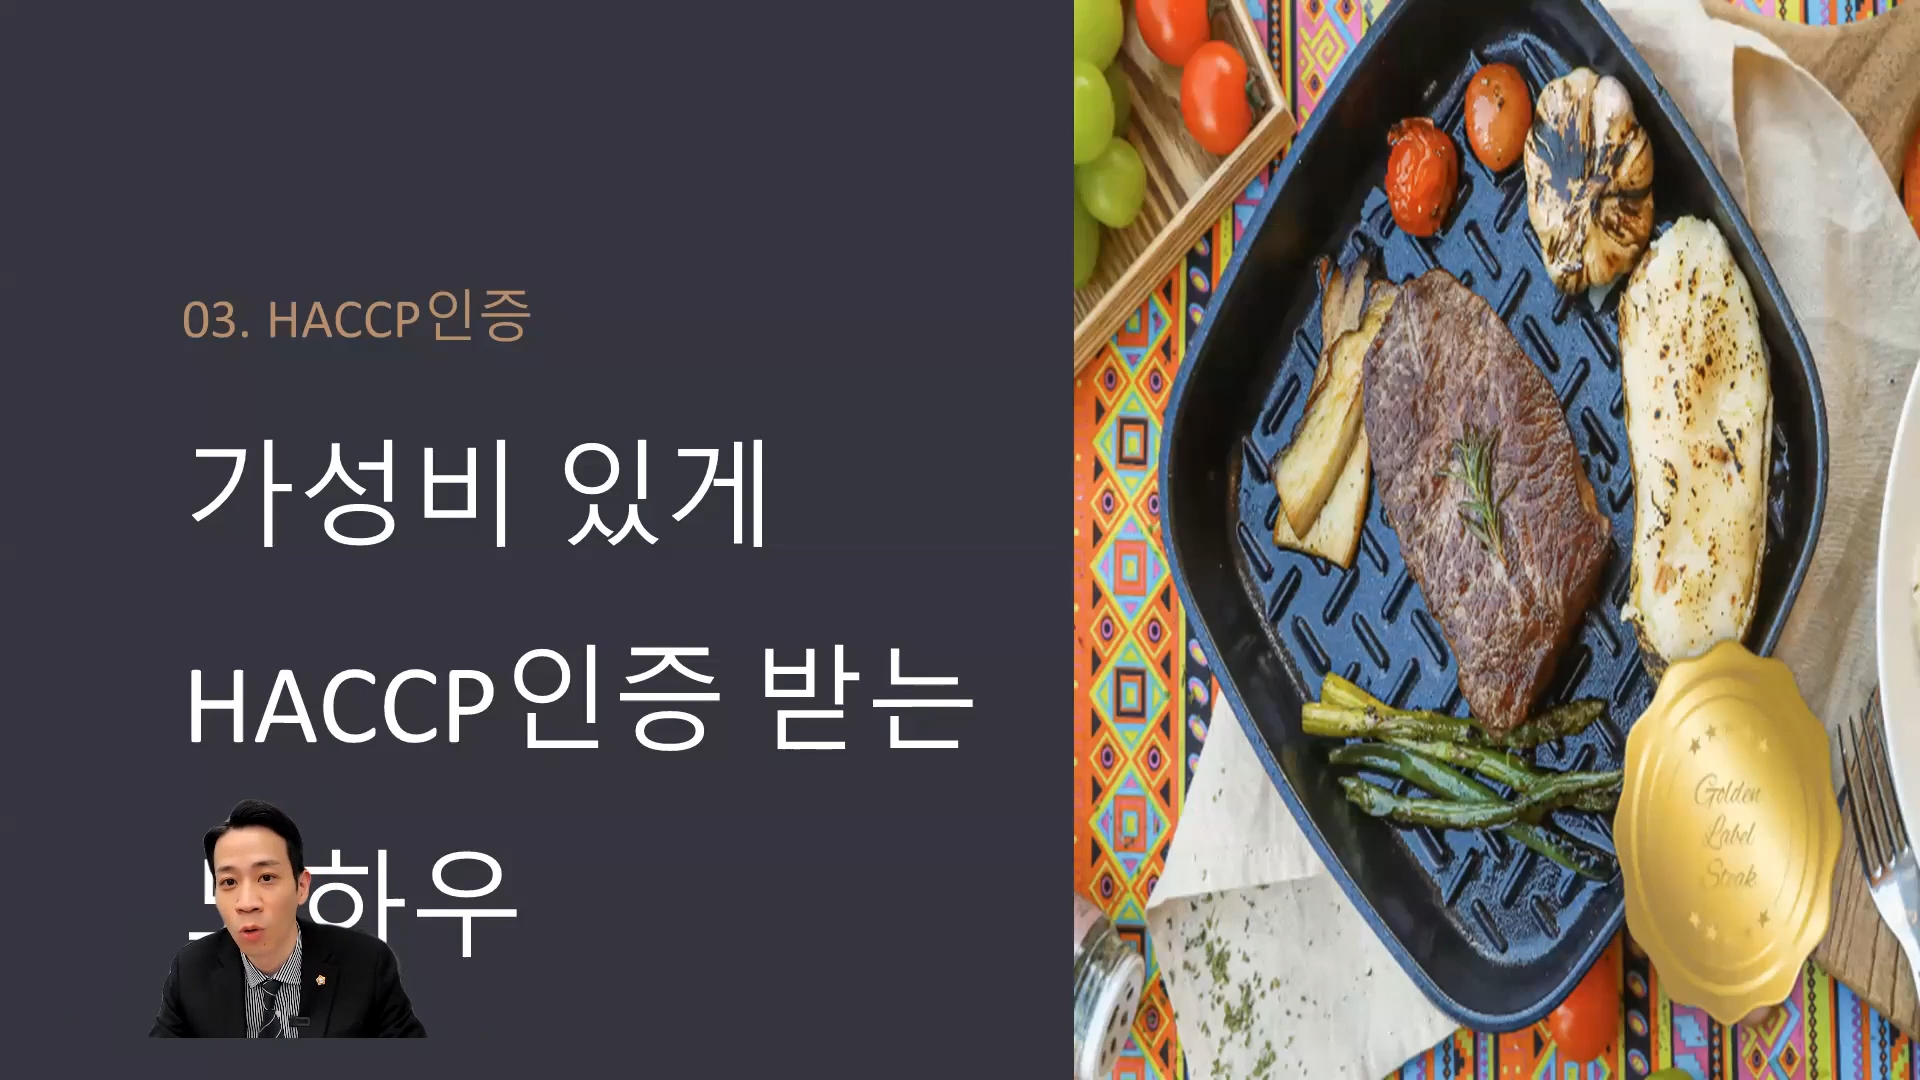 03. HACCP인증
가성비 있게
HACCP인증 받는
하우
Golden
Label
Steak